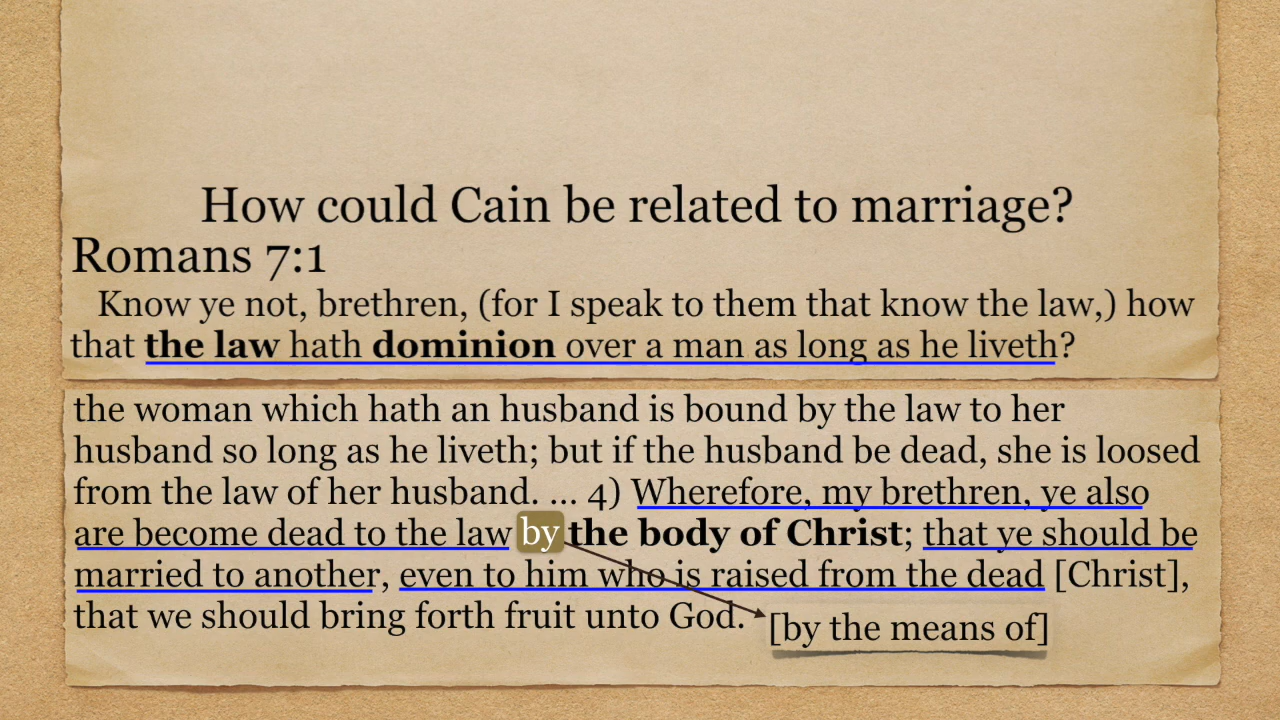 How could Cain be related to marriage?
Romans 7:1
Know ye not, brethren, (for I speak to them that know the law,) how
that the law hath dominion over a man as long as he liveth?
the woman which hath an husband is bound by the law to her
husband so long as he liveth; but if the husband be dead, she is loosed
from the law of her husband. ... 4) Wherefore, my brethren, ye also
are become dead to the law by the body of Christ; that ye should be
married to another, even to him who is raised from the dead [Christ],
that we should bring forth fruit unto God.
[by the means of]